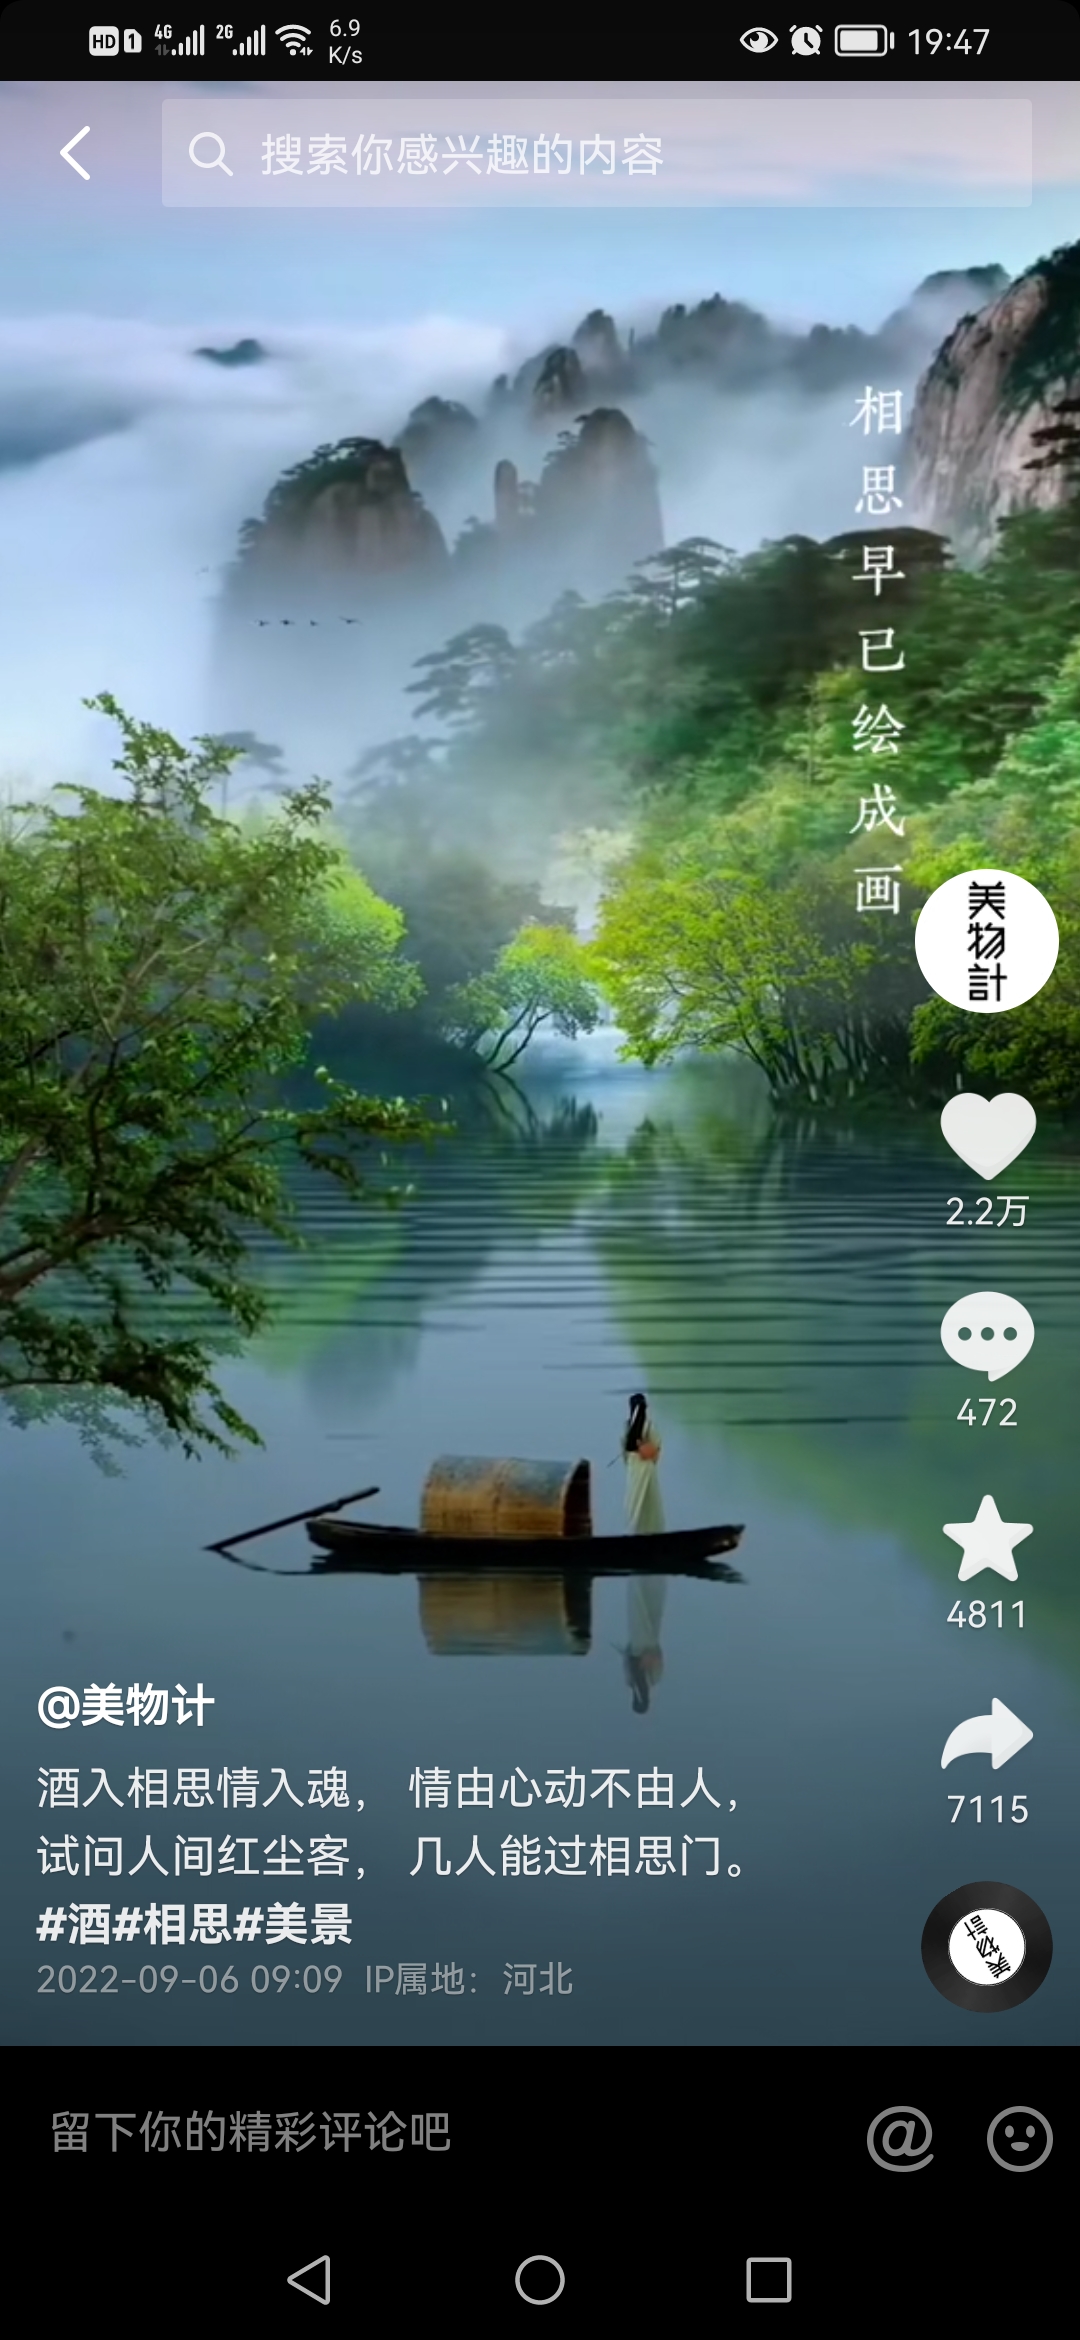 HD 1 4G 2G 6.9 K/s 19:47
搜索你感兴趣的内容
相思早已绘成画
美物計
2.2万
472
4811
7115
@美物计
酒入相思情入魂， 情由心动不由人，
试问人间红尘客， 几人能过相思门。
#酒#相思#美景
2022-09-06 09:09 IP属地：河北
美物計
留下你的精彩评论吧
@